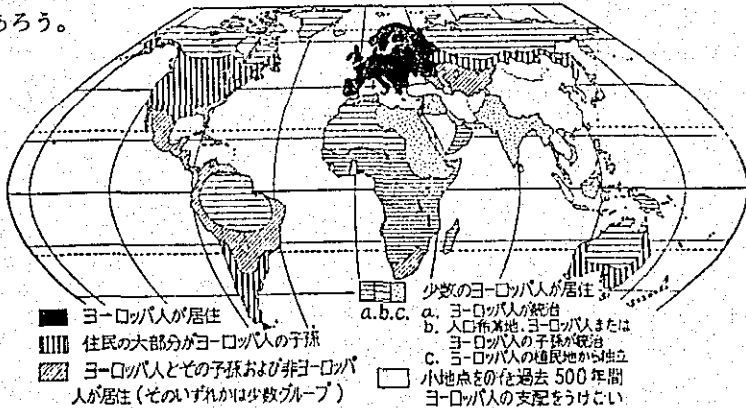 あろう。
ヨーロッパ人が居住
住民の大部分がヨーロッパ人の子孫
ヨーロッパ人とその子孫および非ヨーロッパ
人が居住(そのいずれかは少数グループ)
a.b.c.
少数のヨーロッパ人が居住
a. ヨーロッパ人が統治
b. 人口希薄地、ヨーロッパ人または
ヨーロッパ人の子孫が統治
c. ヨーロッパ人の植民地から独立
小地点をのぞき過去500年間
ヨーロッパ人の支配をうけない